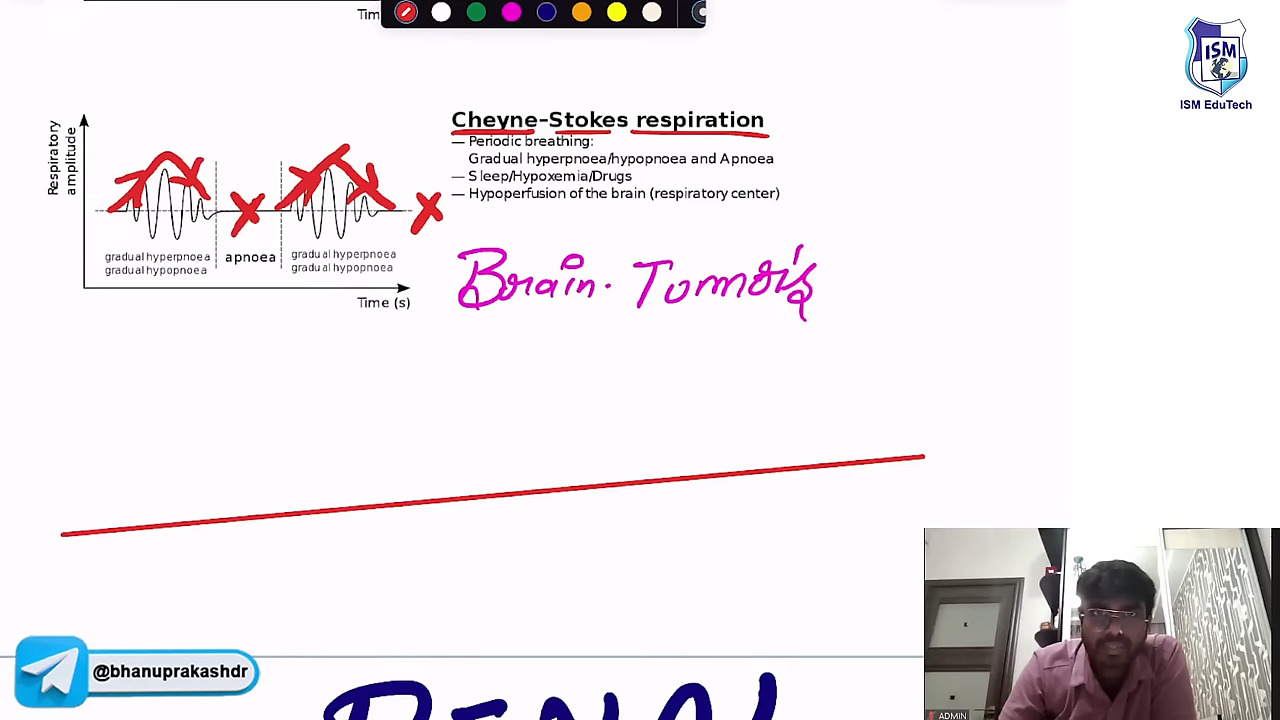 Tim
ISM
ISM EduTech
Respiratory
amplitude
Cheyne-Stokes respiration
— Periodic breathing:
Gradual hyperpnoea/hypopnoea and Apnoea
— Sleep/Hypoxemia/Drugs
— Hypoperfusion of the brain (respiratory center)
gradual hyperpnoea
gradual hypopnoea
apnoea
gradual hyperpnoea
gradual hypopnoea
Time (s)
Brain. Tumors
@bhanuprakashdr
RENAL
ADMIN